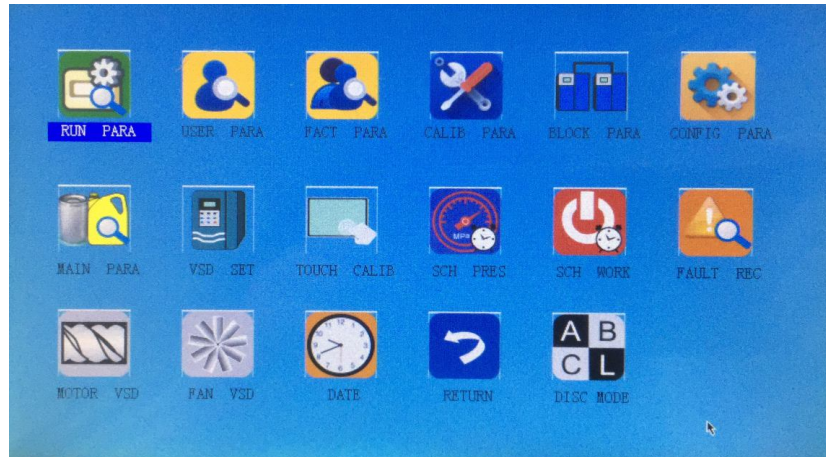 RUN PARA
USER PARA
FACT PARA
CALIB PARA
BLOCK PARA
CONFIG PARA
MPa
MAIN PARA
VSD SET
TOUCH CALIB
SCH PRES
SCH WORK
FAULT REC
A B
C L
MOTOR VSD
FAN VSD
DATE
RETURN
DISC MODE